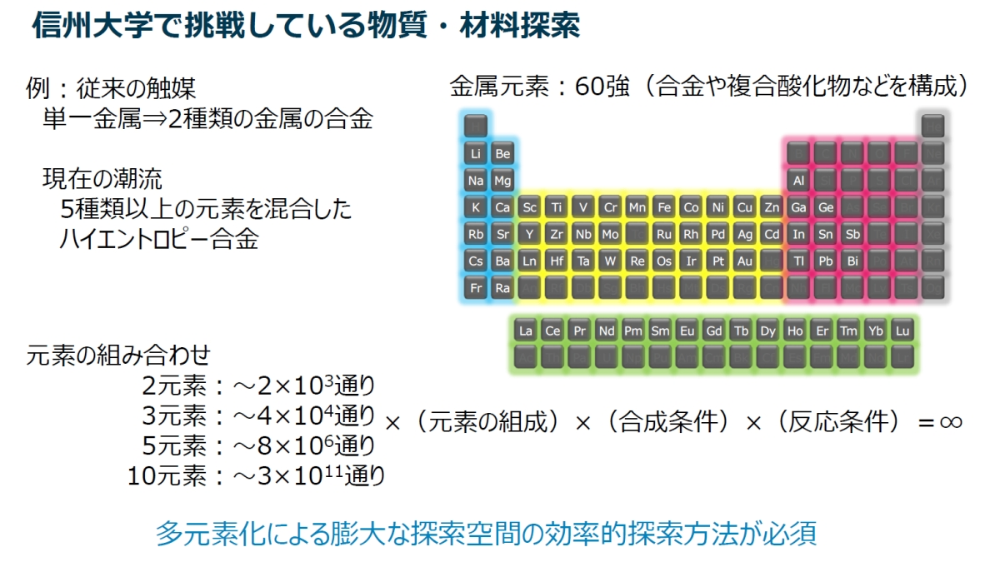 信州大学で挑戦している物質・材料探索
例：従来の触媒
単一金属⇒2種類の金属の合金
現在の潮流
5種類以上の元素を混合した
ハイエントロピー合金
金属元素：60強（合金や複合酸化物などを構成）
Li Be
Na Mg Al
K Ca Sc Ti V Cr Mn Fe Co Ni Cu Zn Ga Ge
Rb Sr Y Zr Nb Mo Ru Rh Pd Ag Cd In Sn Sb
Cs Ba Ln Hf Ta W Re Os Ir Pt Au Tl Pb Bi
Fr Ra
La Ce Pr Nd Pm Sm Eu Gd Tb Dy Ho Er Tm Yb Lu
元素の組み合わせ
2元素：～2×10³通り
3元素：～4×10⁴通り
5元素：～8×10⁶通り
10元素：～3×10¹¹通り
×（元素の組成）×（合成条件）×（反応条件）＝∞
多元素化による膨大な探索空間の効率的探索方法が必須